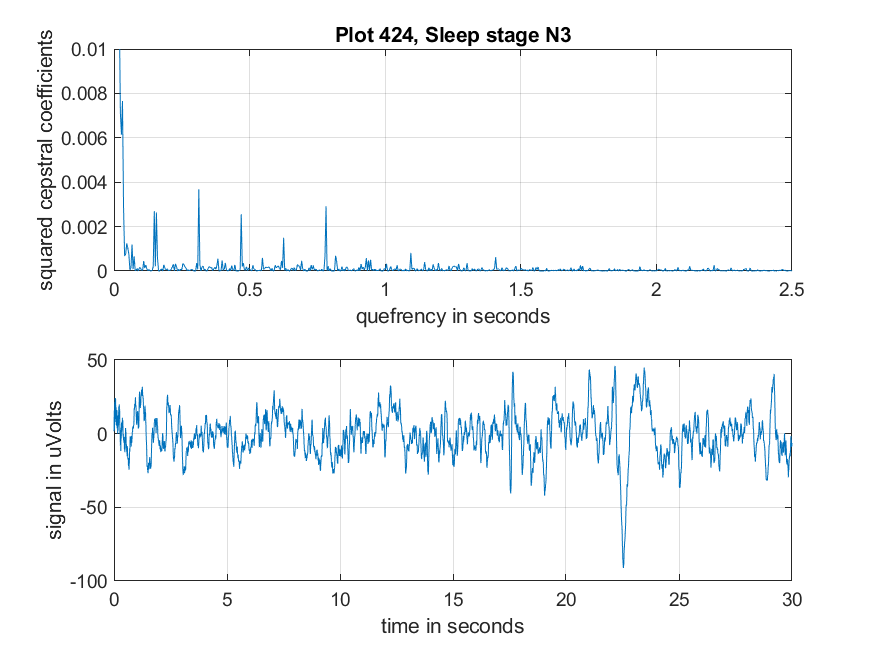 Plot 424, Sleep stage N3
squared cepstral coefficients
0.01
0.008
0.006
0.004
0.002
0
0 0.5 1 1.5 2 2.5
quefrency in seconds
signal in uVolts
50
0
-50
-100
0 5 10 15 20 25 30
time in seconds